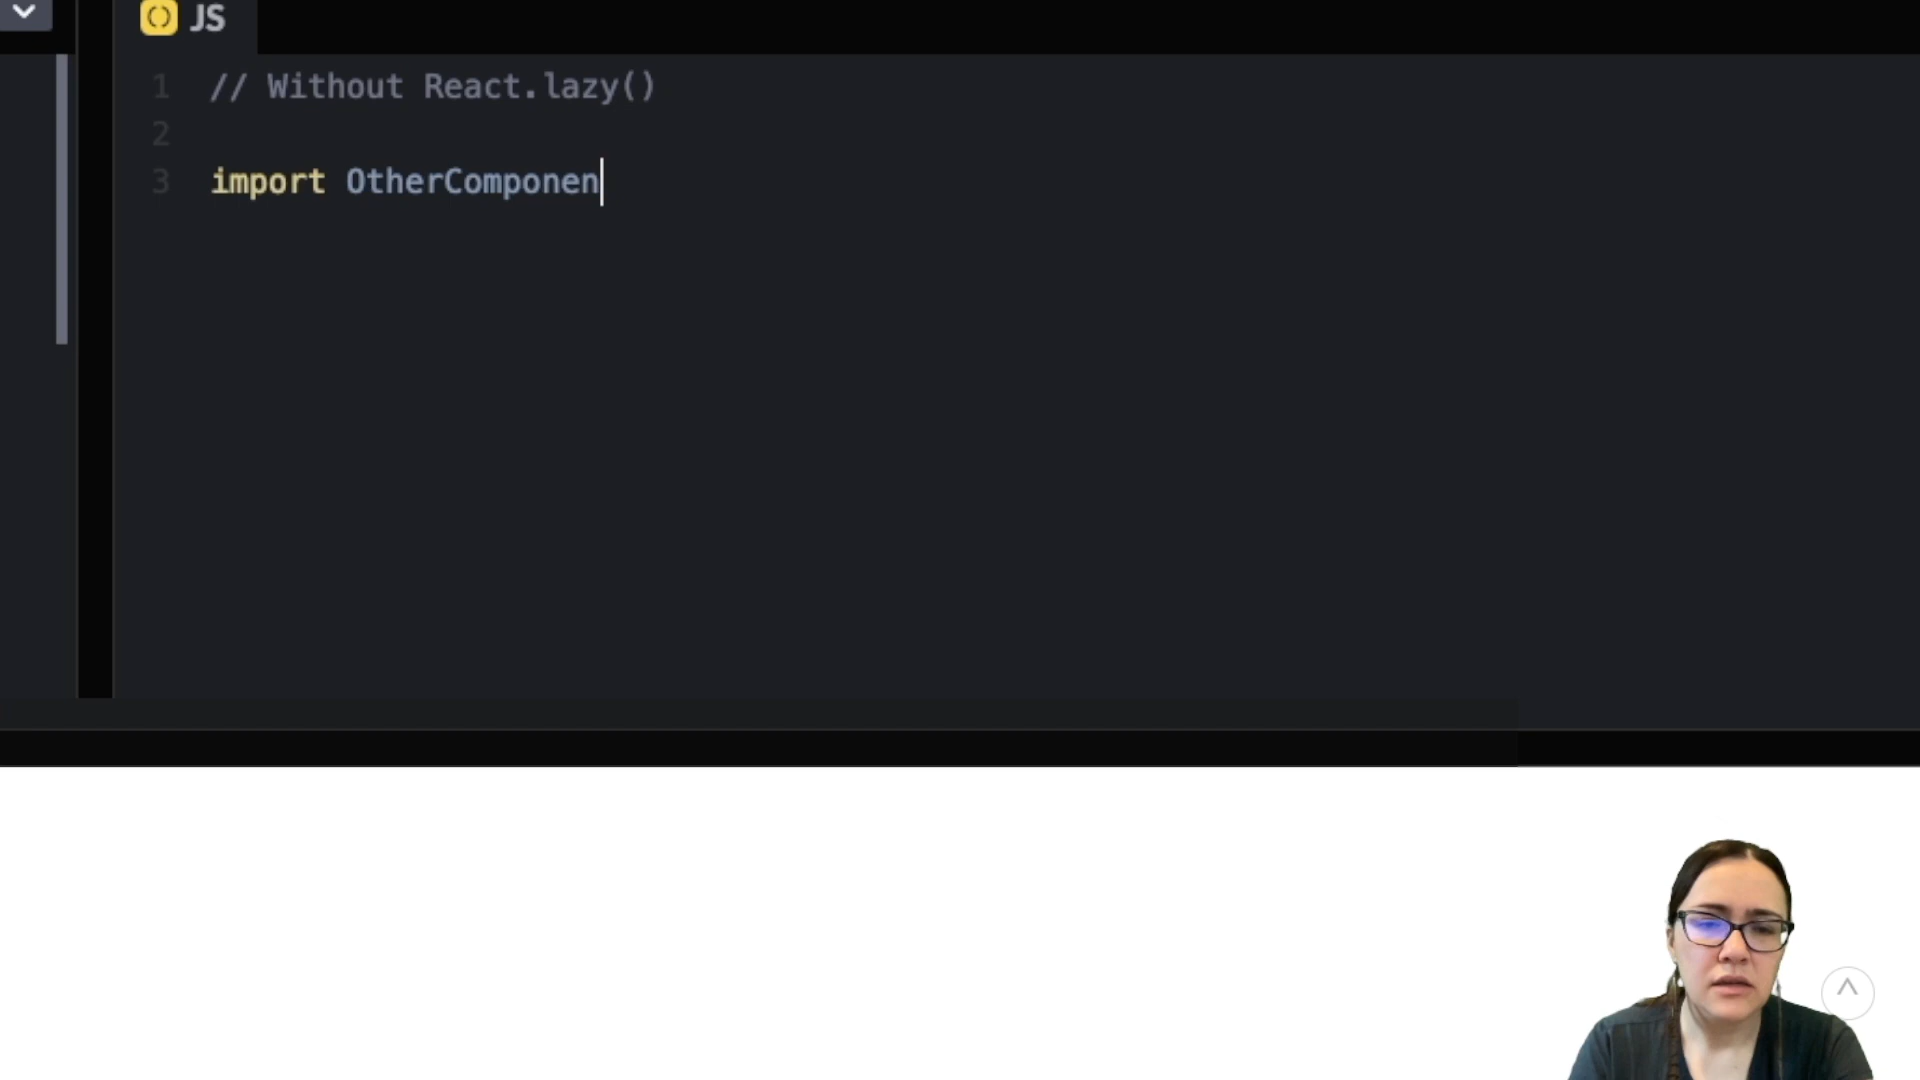 JS
1 // Without React.lazy()
2
3 import OtherComponen